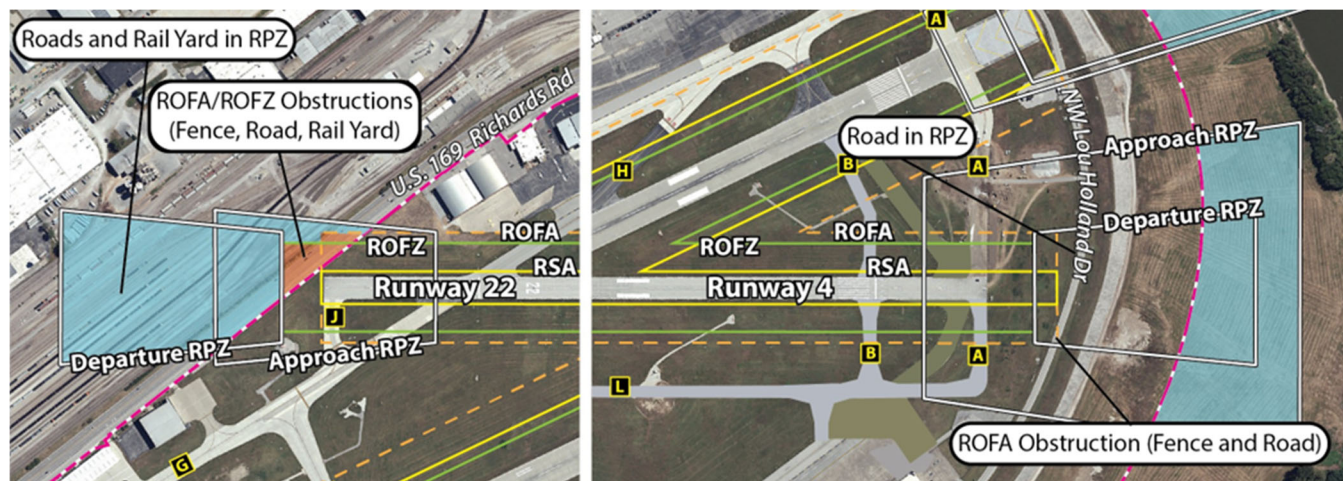 Roads and Rail Yard in RPZ
ROFA/ROFZ Obstructions
(Fence, Road, Rail Yard)
U.S. 169 Richards Rd
ROFZ
ROFA
RSA
Runway 22
22
J
Departure RPZ
Approach RPZ
G
A
H
Road in RPZ
B
A
NW Lou Holland Dr
Approach RPZ
Departure RPZ
ROFZ
ROFA
Runway 4
B
A
L
ROFA Obstruction (Fence and Road)